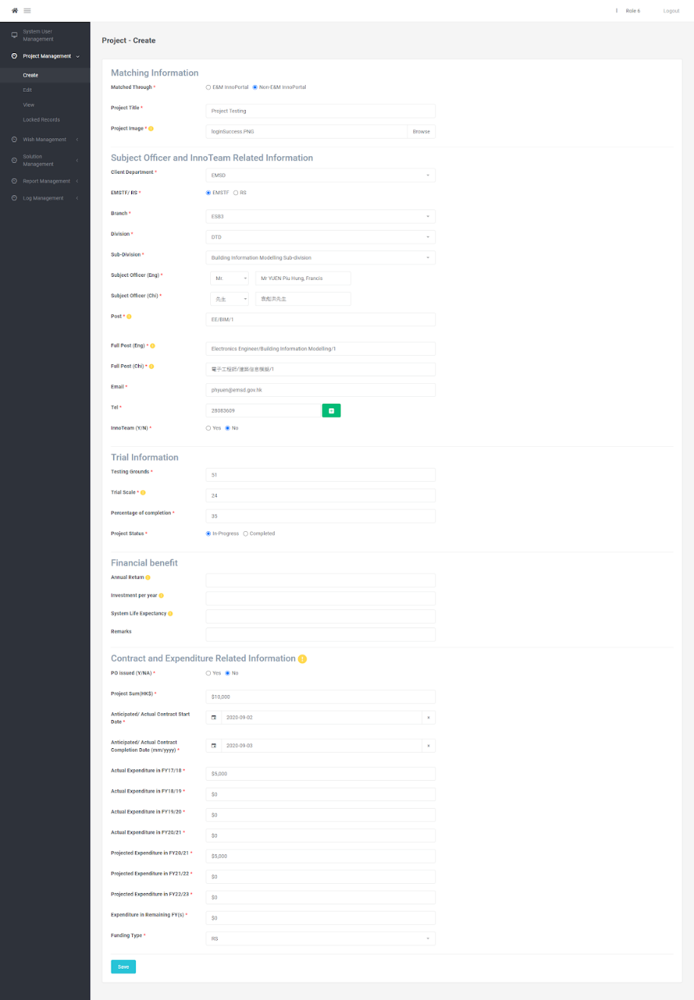 Role 6
Logout
System User
Management
Project Management
Create
Edit
View
Locked Records
Wish Management
Solution
Management
Report Management
Log Management
Project - Create
Matching Information
Matched Through *
E&M InnoPortal
Non-E&M InnoPortal
Project Title *
Project Testing
Project Image *
loginSuccess.PNG
Browse
Subject Officer and InnoTeam Related Information
Client Department *
EMSD
EMSTF/ RS *
EMSTF
RS
Branch *
ESB3
Division *
DTD
Sub-Division *
Building Information Modelling Sub-division
Subject Officer (Eng) *
Mr.
Mr YUEN Piu Hung, Francis
Subject Officer (Chi) *
先生
袁彪洪先生
Post *
EE/BIM/1
Full Post (Eng) *
Electronics Engineer/Building Information Modelling/1
Full Post (Chi) *
電子工程師/建築信息模擬/1
Email *
phyuen@emsd.gov.hk
Tel *
28083609
InnoTeam (Y/N) *
Yes
No
Trial Information
Testing Grounds *
51
Trial Scale *
24
Percentage of completion *
35
Project Status *
In-Progress
Completed
Financial benefit
Annual Return
Investment per year
System Life Expectancy
Remarks
Contract and Expenditure Related Information
PO issued (Y/NA) *
Yes
No
Project Sum(HK$) *
$10,000
Anticipated/ Actual Contract Start
Date *
2020-09-02
×
Anticipated/ Actual Contract
Completion Date (mm/yyyy) *
2020-09-03
×
Actual Expenditure in FY17/18 *
$5,000
Actual Expenditure in FY18/19 *
$0
Actual Expenditure in FY19/20 *
$0
Actual Expenditure in FY20/21 *
$0
Projected Expenditure in FY20/21 *
$5,000
Projected Expenditure in FY21/22 *
$0
Projected Expenditure in FY22/23 *
$0
Expenditure in Remaining FY(s) *
$0
Funding Type *
RS
Save